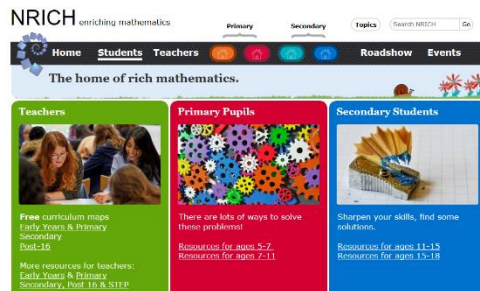 NRICH enriching mathematics
Primary Secondary Topics Search NRICH Go
Home Students Teachers Roadshow Events
The home of rich mathematics.
Teachers
Free curriculum maps
Early Years & Primary
Secondary
Post-16
More resources for teachers:
Early Years & Primary
Secondary, Post 16 & STEP
Primary Pupils
There are lots of ways to solve
these problems!
Resources for ages 5-7
Resources for ages 7-11
Secondary Students
Sharpen your skills, find some
solutions.
Resources for ages 11-15
Resources for ages 15-18